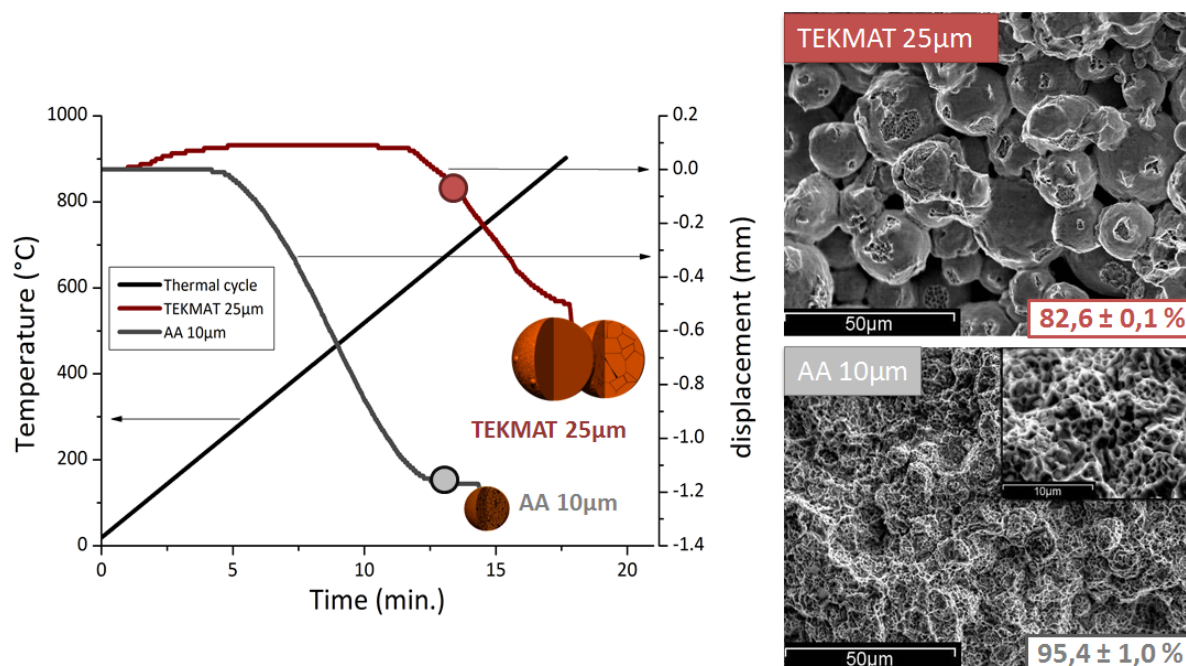 Temperature (°C)
1000
800
600
400
200
0
0
5
10
15
20
Time (min.)
0.2
0.0
-0.2
-0.4
-0.6
-0.8
-1.0
-1.2
-1.4
displacement (mm)
Thermal cycle
TEKMAT 25µm
AA 10µm
TEKMAT 25µm
AA 10µm
TEKMAT 25µm
50µm
82,6 ± 0,1 %
AA 10µm
10µm
50µm
95,4 ± 1,0 %